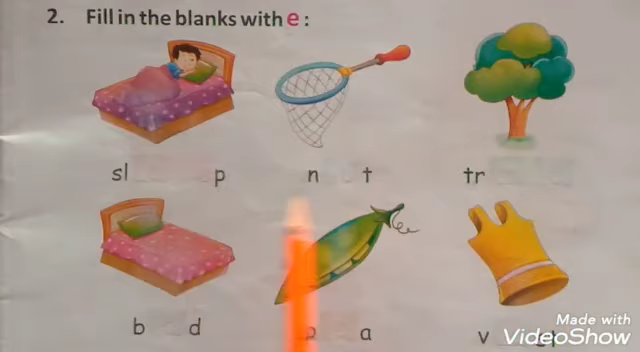 2. Fill in the blanks with e :
sl p n t tr
b d a v
Made with
VideoShow